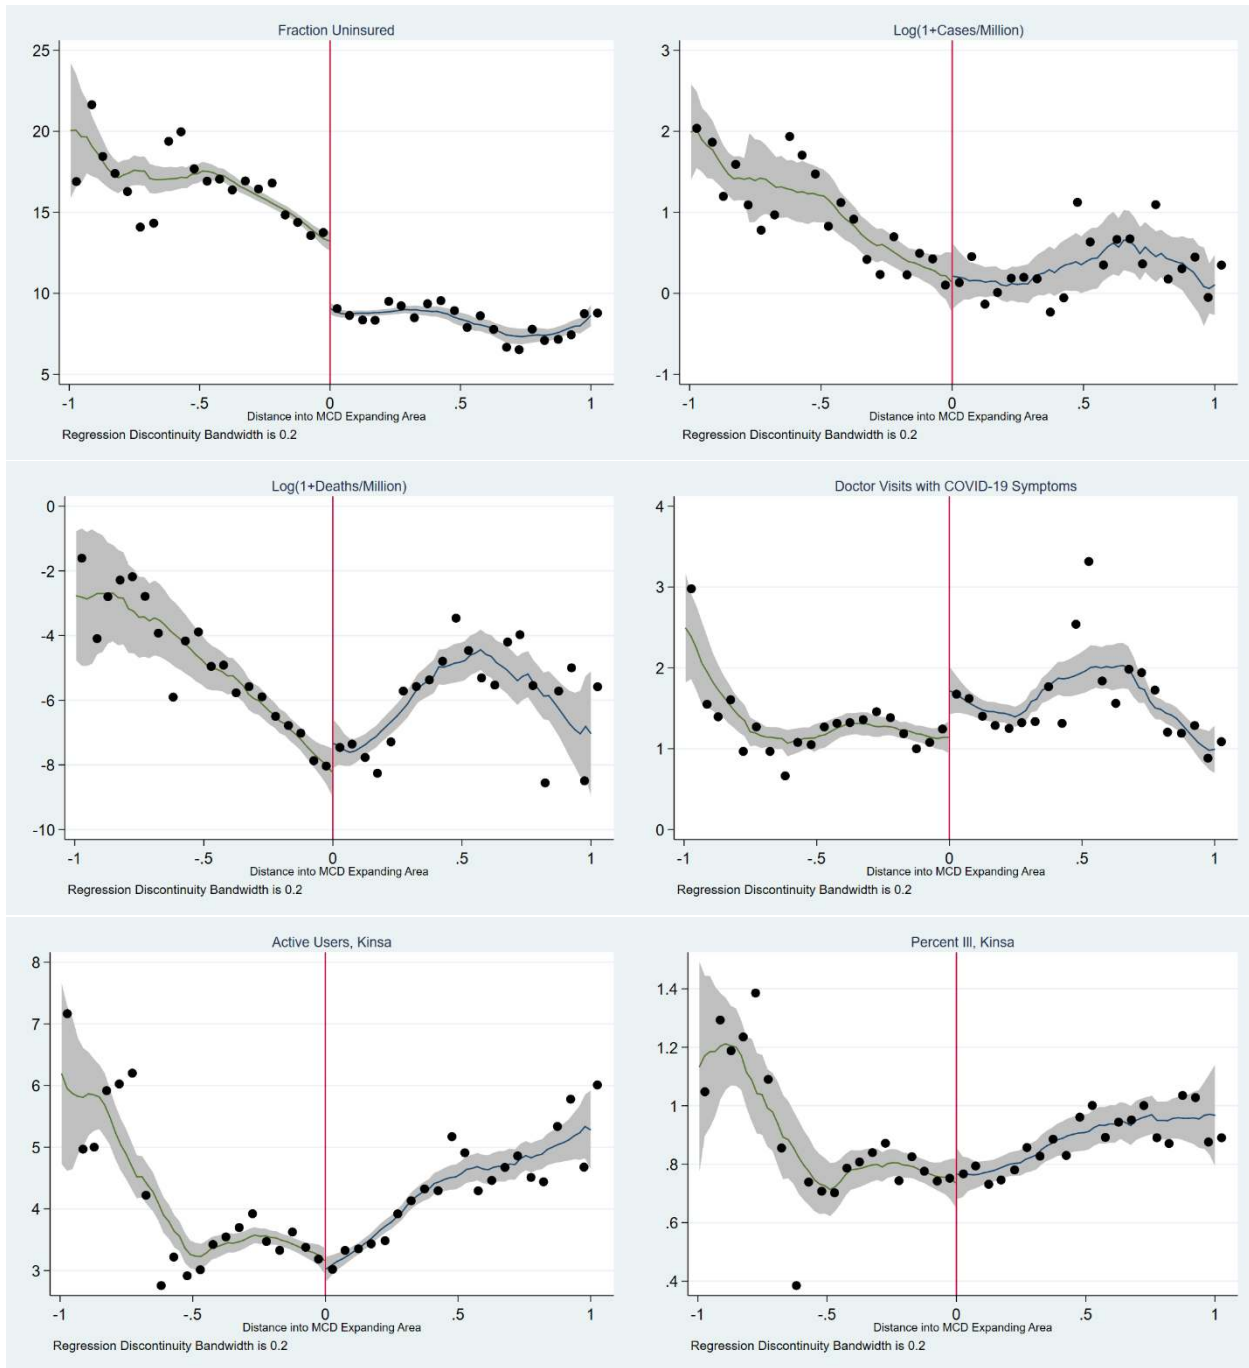 Fraction Uninsured
25
20
15
10
5
-1 -.5 0 .5 1
Distance into MCD Expanding Area
Regression Discontinuity Bandwidth is 0.2
Log(1+Cases/Million)
3
2
1
0
-1
-1 -.5 0 .5 1
Distance into MCD Expanding Area
Regression Discontinuity Bandwidth is 0.2
Log(1+Deaths/Million)
0
-2
-4
-6
-8
-10
-1 -.5 0 .5 1
Distance into MCD Expanding Area
Regression Discontinuity Bandwidth is 0.2
Doctor Visits with COVID-19 Symptoms
4
3
2
1
0
-1 -.5 0 .5 1
Distance into MCD Expanding Area
Regression Discontinuity Bandwidth is 0.2
Active Users, Kinsa
8
7
6
5
4
3
-1 -.5 0 .5 1
Distance into MCD Expanding Area
Regression Discontinuity Bandwidth is 0.2
Percent Ill, Kinsa
1.4
1.2
1
.8
.6
.4
-1 -.5 0 .5 1
Distance into MCD Expanding Area
Regression Discontinuity Bandwidth is 0.2